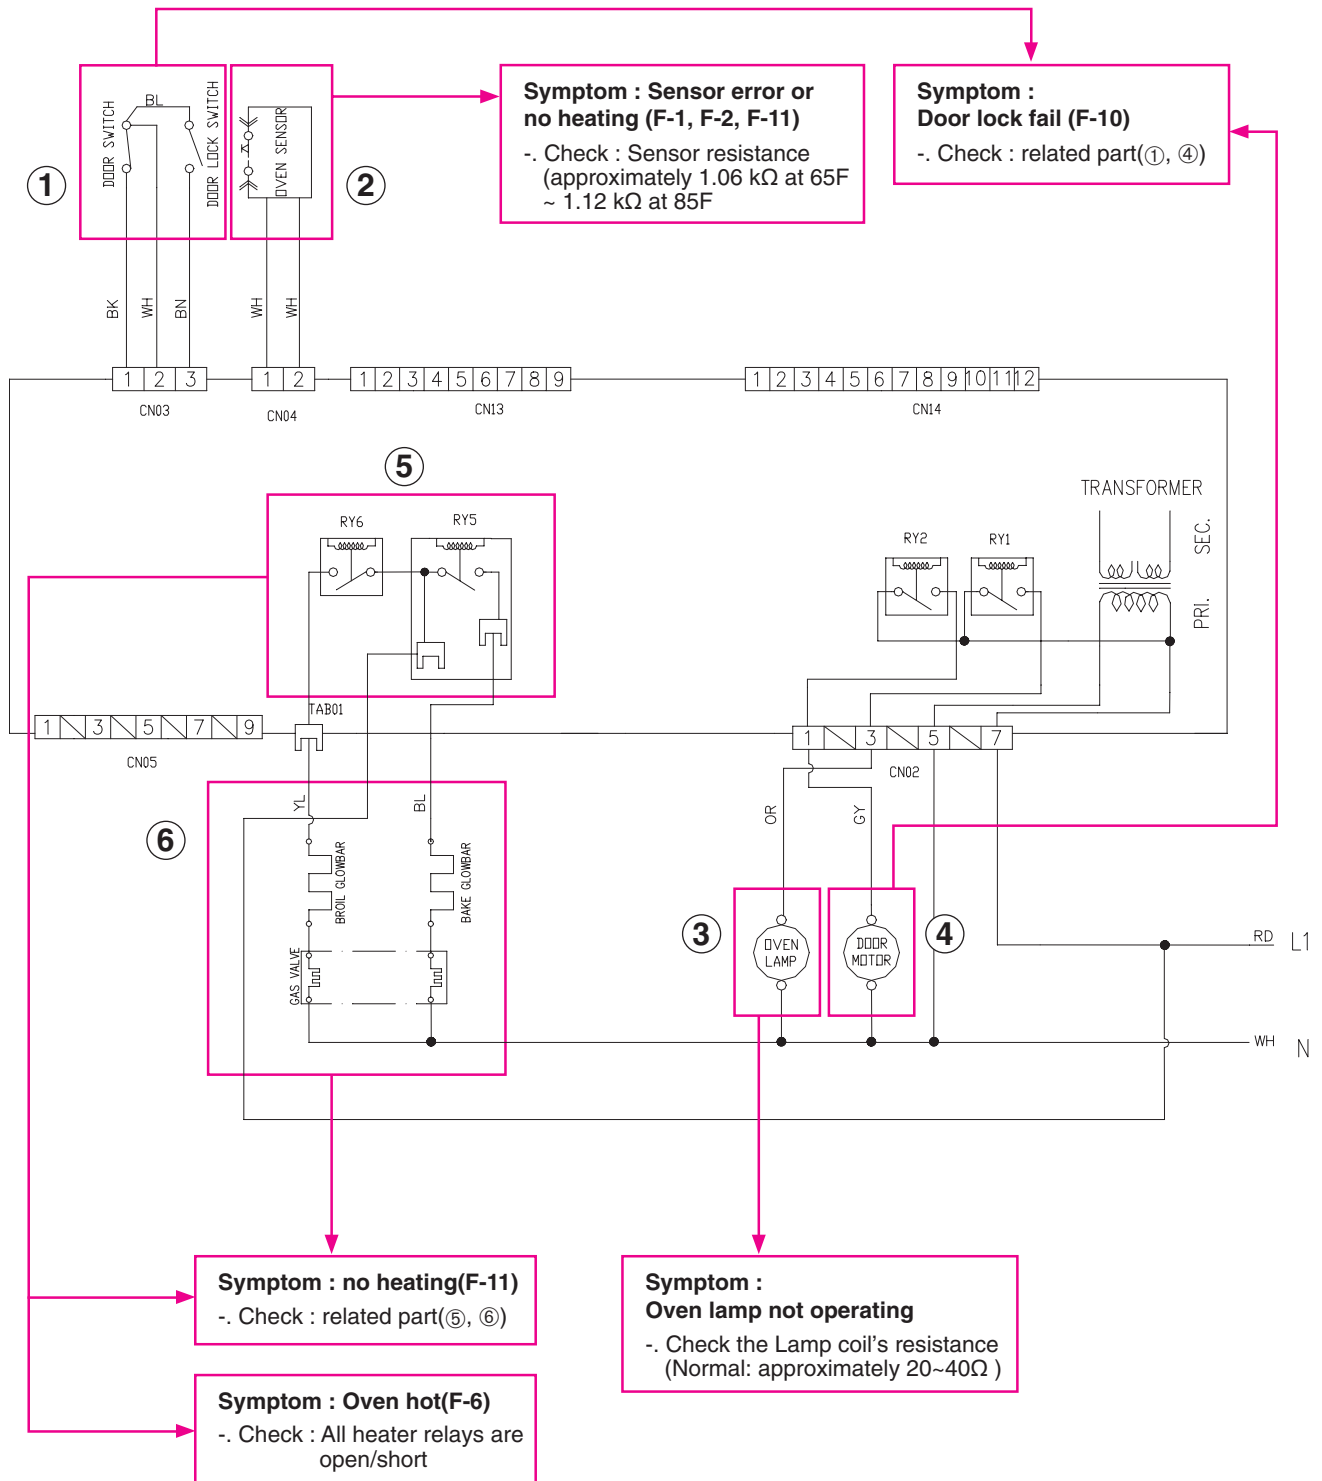 DOOR SWITCH
BL
DOOR LOCK SWITCH
OVEN SENSOR
①
②
Symptom : Sensor error or
no heating (F-1, F-2, F-11)
-. Check : Sensor resistance
(approximately 1.06 kΩ at 65F
~ 1.12 kΩ at 85F
Symptom :
Door lock fail (F-10)
-. Check : related part(①, ④)
BK
WH
BN
WH
WH
1 2 3
CN03
1 2
CN04
1 2 3 4 5 6 7 8 9
CN13
1 2 3 4 5 6 7 8 9 10 11 12
CN14
⑤
RY6
RY5
RY2
RY1
TRANSFORMER
SEC.
PRI.
TAB01
1 3 5 7 9
CN05
1 3 5 7
CN02
⑥
YL
BL
BROIL GLOWBAR
BAKE GLOWBAR
GAS VALVE
OR
GY
③
OVEN
LAMP
DOOR
MOTOR
④
RD L1
WH N
Symptom : no heating(F-11)
-. Check : related part(⑤, ⑥)
Symptom :
Oven lamp not operating
-. Check the Lamp coil’s resistance
(Normal: approximately 20~40Ω )
Symptom : Oven hot(F-6)
-. Check : All heater relays are
open/short